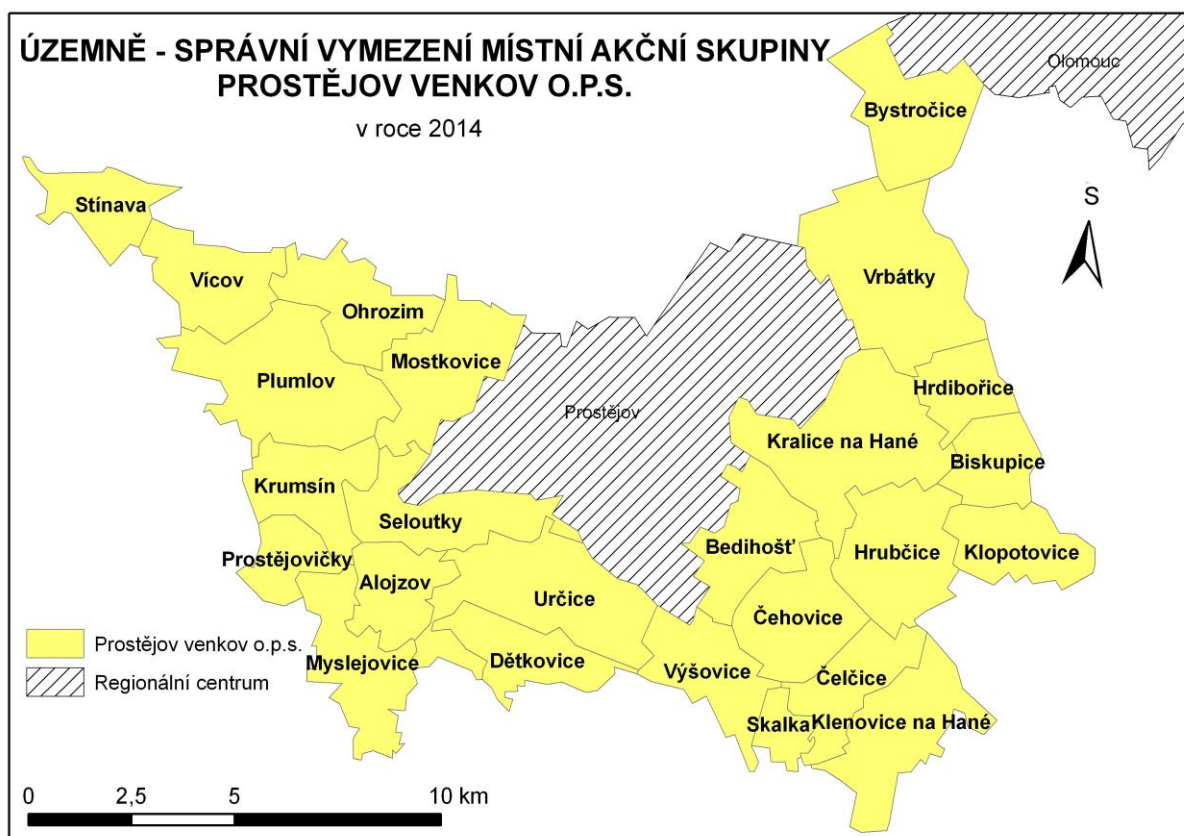 ÚZEMNĚ - SPRÁVNÍ VYMEZENÍ MÍSTNÍ AKČNÍ SKUPINY
PROSTĚJOV VENKOV O.P.S.
v roce 2014
Olomouc
Bystročice
S
Stínava
Vícov
Vrbátky
Ohrozim
Mostkovice
Plumlov
Hrdibořice
Prostějov
Kralice na Hané
Biskupice
Krumsín
Seloutky
Bedihošť
Hrubčice
Klopotovice
Prostějovičky
Alojzov
Určice
Čehovice
Prostějov venkov o.p.s.
Myslejovice
Dětkovice
Výšovice
Čelčice
Regionální centrum
Skalka
Klenovice na Hané
0 2,5 5 10 km